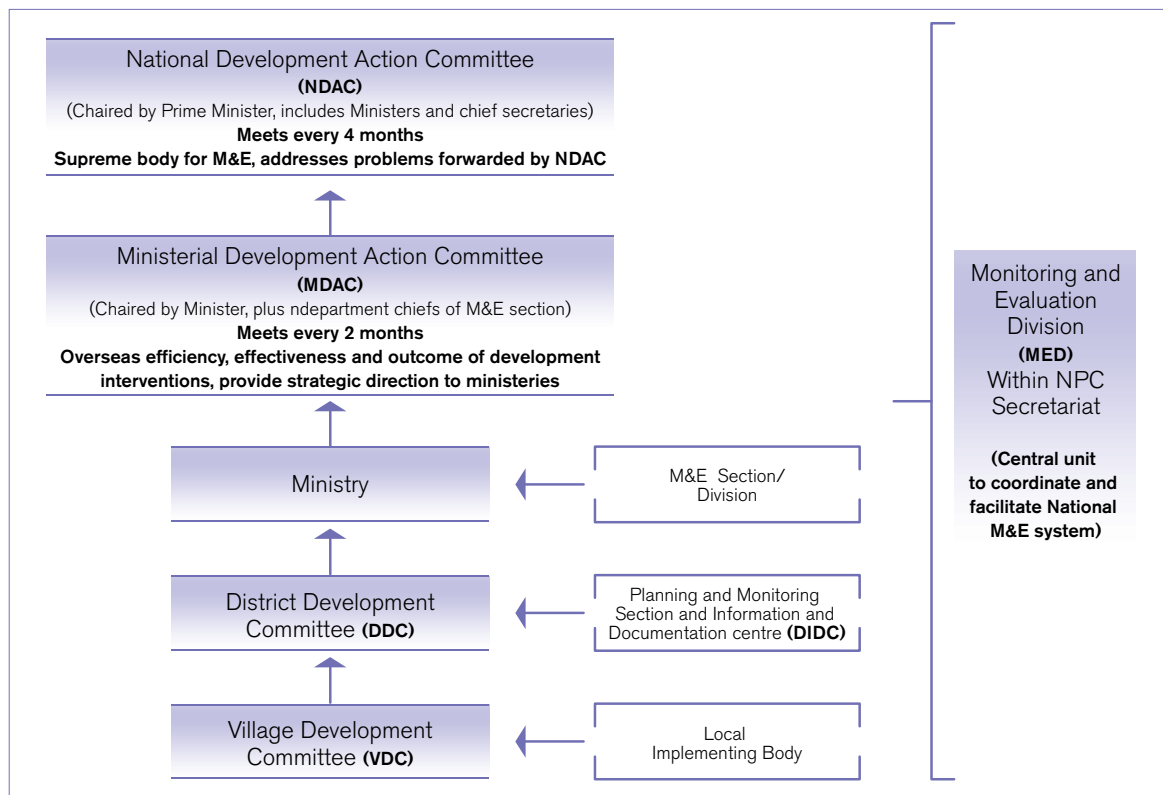 National Development Action Committee
(NDAC)
(Chaired by Prime Minister, includes Ministers and chief secretaries)
Meets every 4 months
Supreme body for M&E, addresses problems forwarded by NDAC
Ministerial Development Action Committee
(MDAC)
(Chaired by Minister, plus ndepartment chiefs of M&E section)
Meets every 2 months
Overseas efficiency, effectiveness and outcome of development
interventions, provide strategic direction to ministeries
Ministry
M&E Section/
Division
District Development
Committee (DDC)
Planning and Monitoring
Section and Information and
Documentation centre (DIDC)
Village Development
Committee (VDC)
Local
Implementing Body
Monitoring and
Evaluation
Division
(MED)
Within NPC
Secretariat
(Central unit
to coordinate and
facilitate National
M&E system)